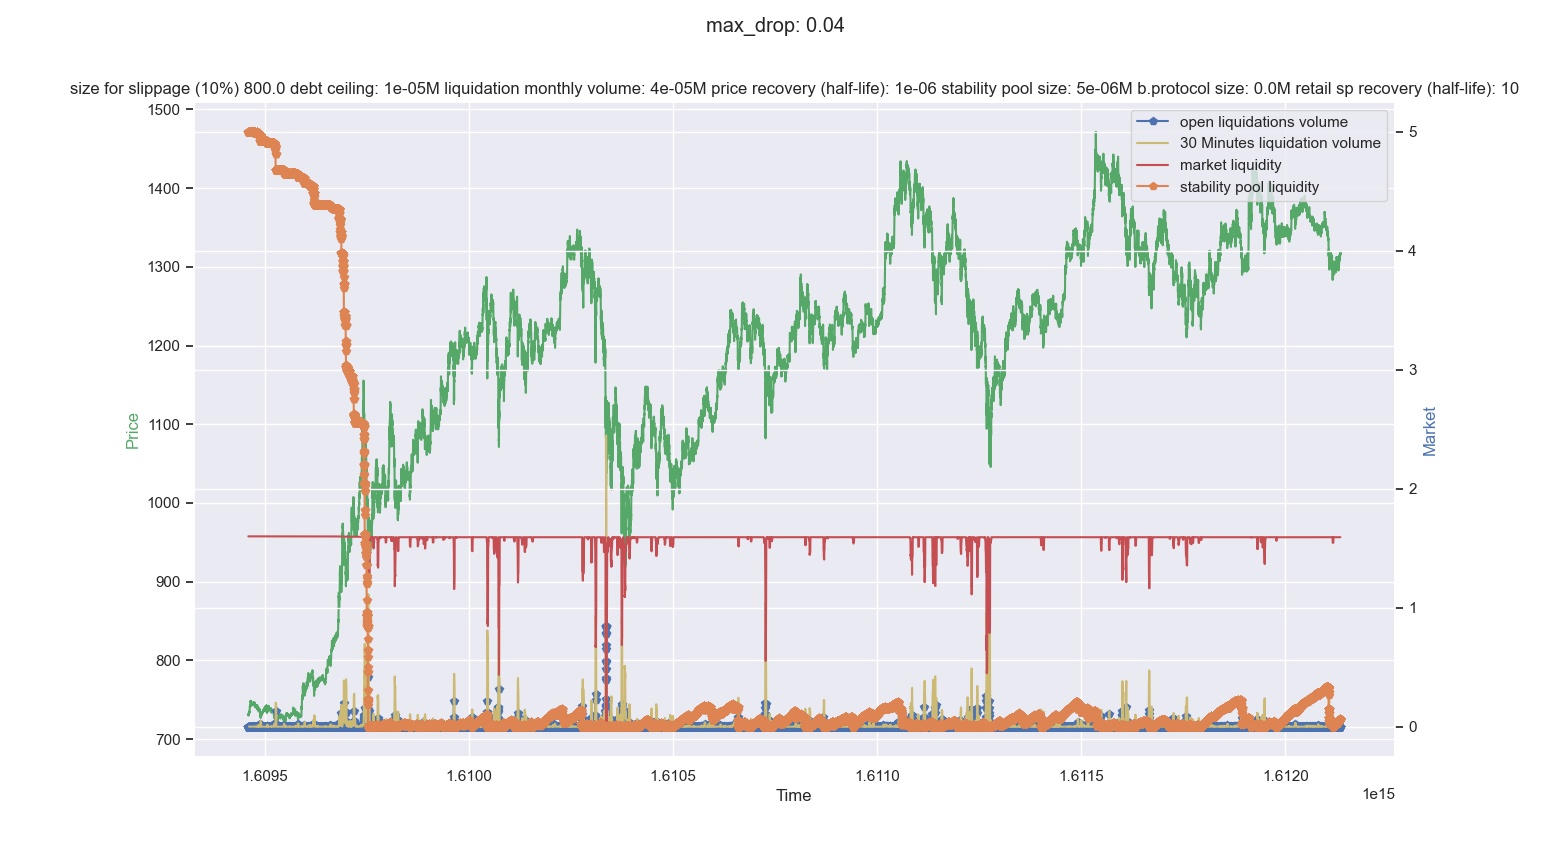 max_drop: 0.04
size for slippage (10%) 800.0 debt ceiling: 1e-05M liquidation monthly volume: 4e-05M price recovery (half-life): 1e-06 stability pool size: 5e-06M b.protocol size: 0.0M retail sp recovery (half-life): 10
open liquidations volume
30 Minutes liquidation volume
market liquidity
stability pool liquidity
1500
1400
1300
1200
1100
1000
900
800
700
Price
5
4
3
2
1
0
Market
1.6095 1.6100 1.6105 1.6110 1.6115 1.6120
1e15
Time